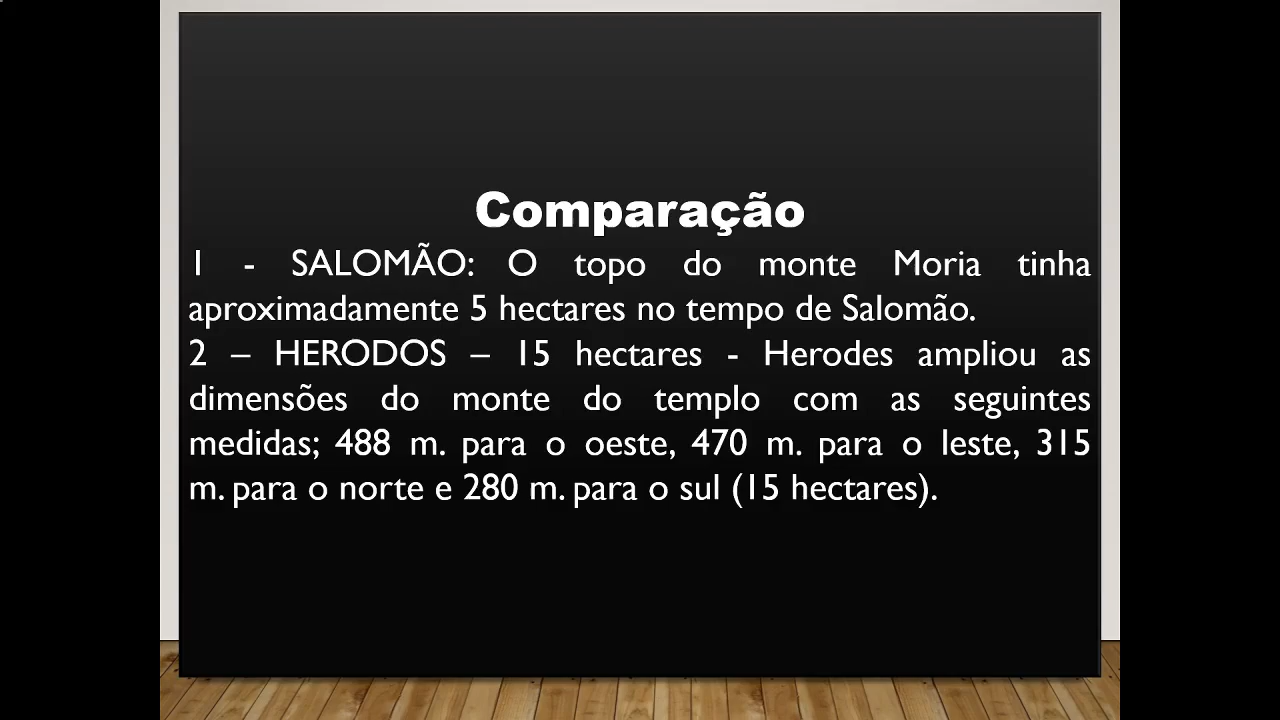 Comparação
1 - SALOMÃO: O topo do monte Moria tinha
aproximadamente 5 hectares no tempo de Salomão.
2 – HERODOS – 15 hectares - Herodes ampliou as
dimensões do monte do templo com as seguintes
medidas; 488 m. para o oeste, 470 m. para o leste, 315
m. para o norte e 280 m. para o sul (15 hectares).